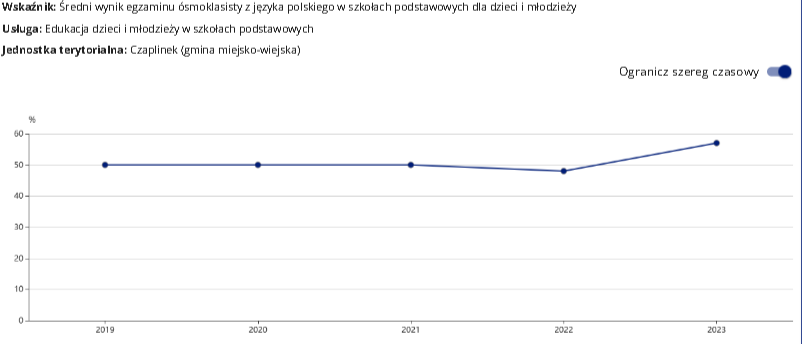 Wskaźnik: Średni wynik egzaminu ósmoklasisty z języka polskiego w szkołach podstawowych dla dzieci i młodzieży
Usługa: Edukacja dzieci i młodzieży w szkołach podstawowych
Jednostka terytorialna: Czaplinek (gmina miejsko-wiejska)
Ogranicz szereg czasowy
%
60
50
40
30
20
10
0
2019 2020 2021 2022 2023